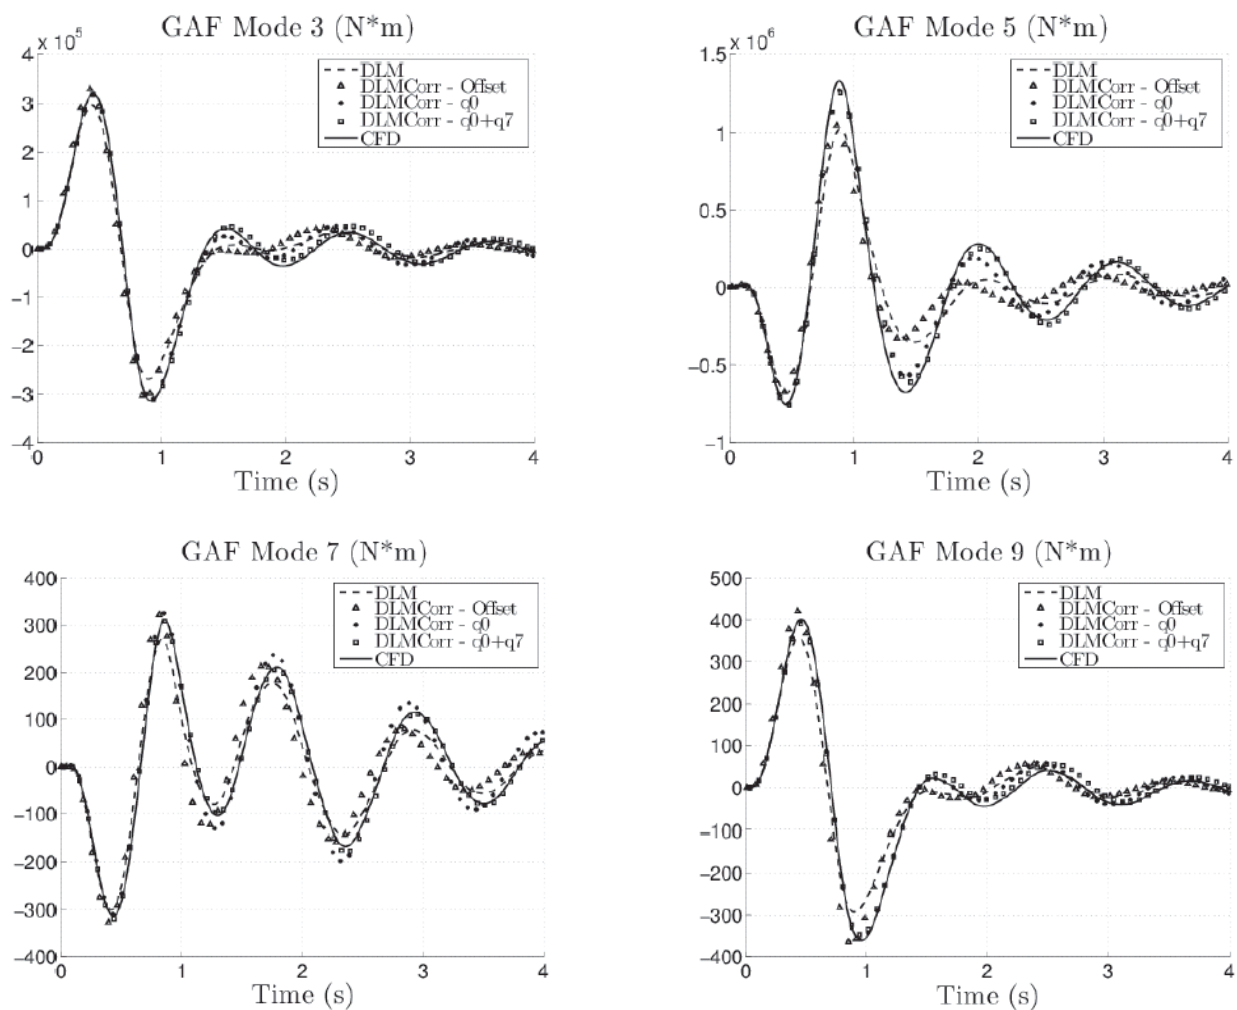 GAF Mode 3 (N*m)
x 10^5
4
3
2
1
0
−1
−2
−3
−4
0 1 2 3 4
Time (s)
DLM
DLMCorr - Offset
DLMCorr - q0
DLMCorr - q0+q7
CFD
GAF Mode 5 (N*m)
x 10^6
1.5
1
0.5
0
−0.5
−1
0 1 2 3 4
Time (s)
DLM
DLMCorr - Offset
DLMCorr - q0
DLMCorr - q0+q7
CFD
GAF Mode 7 (N*m)
400
300
200
100
0
−100
−200
−300
−400
0 1 2 3 4
Time (s)
DLM
DLMCorr - Offset
DLMCorr - q0
DLMCorr - q0+q7
CFD
GAF Mode 9 (N*m)
500
400
300
200
100
0
−100
−200
−300
−400
0 1 2 3 4
Time (s)
DLM
DLMCorr - Offset
DLMCorr - q0
DLMCorr - q0+q7
CFD